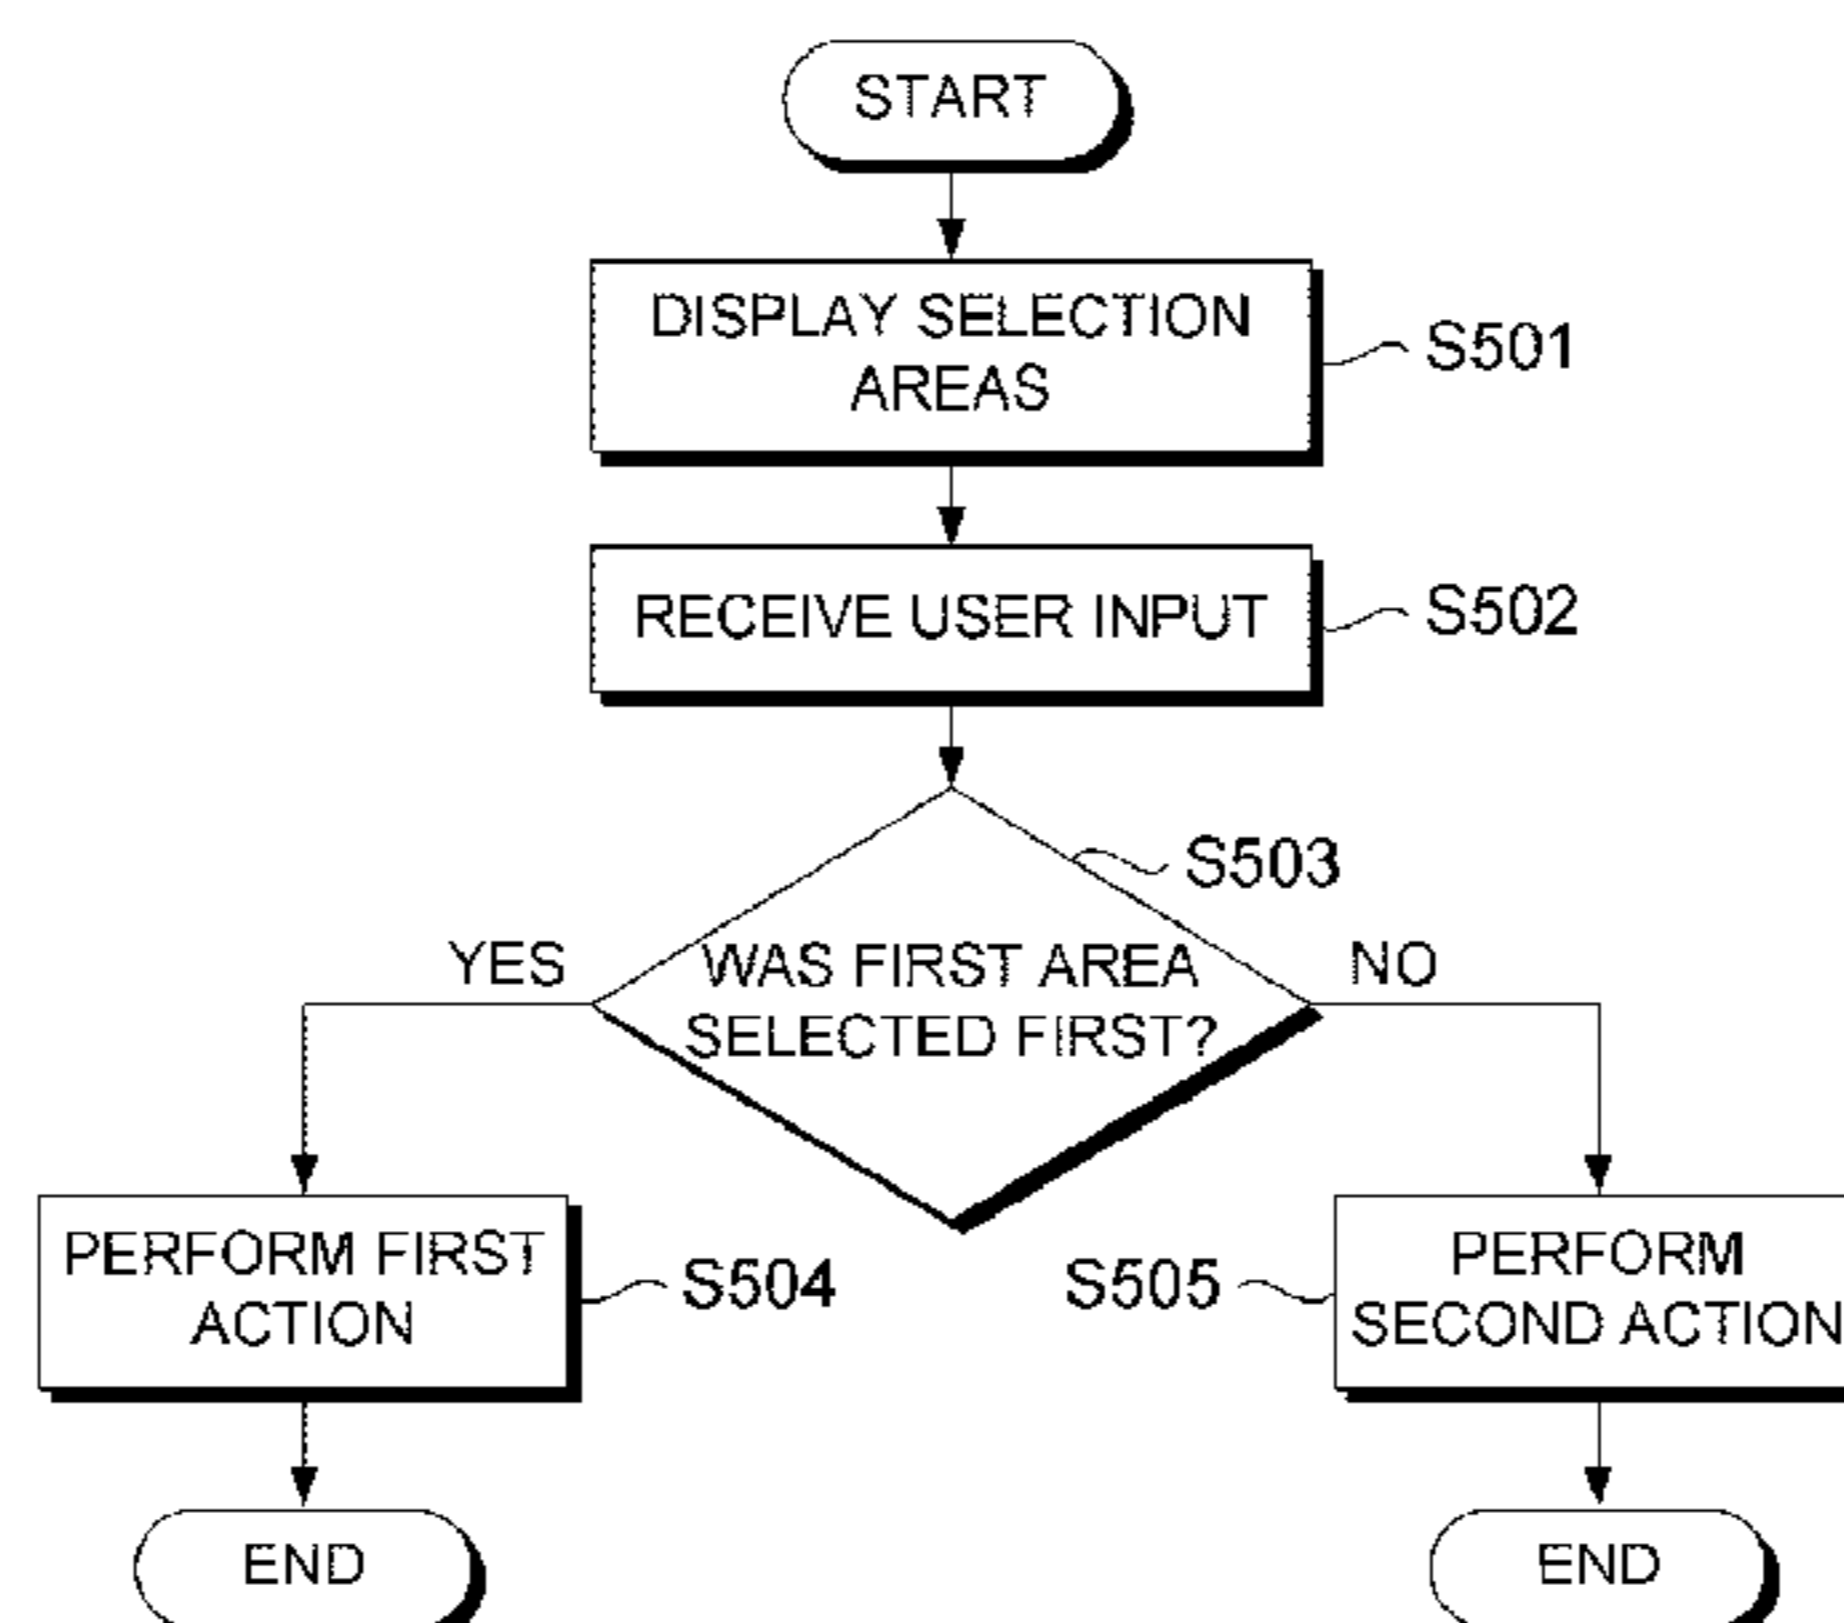 START
DISPLAY SELECTION
AREAS
S501
RECEIVE USER INPUT
S502
S503
YES
WAS FIRST AREA
SELECTED FIRST?
NO
PERFORM FIRST
ACTION
S504
S505
PERFORM
SECOND ACTION
END
END